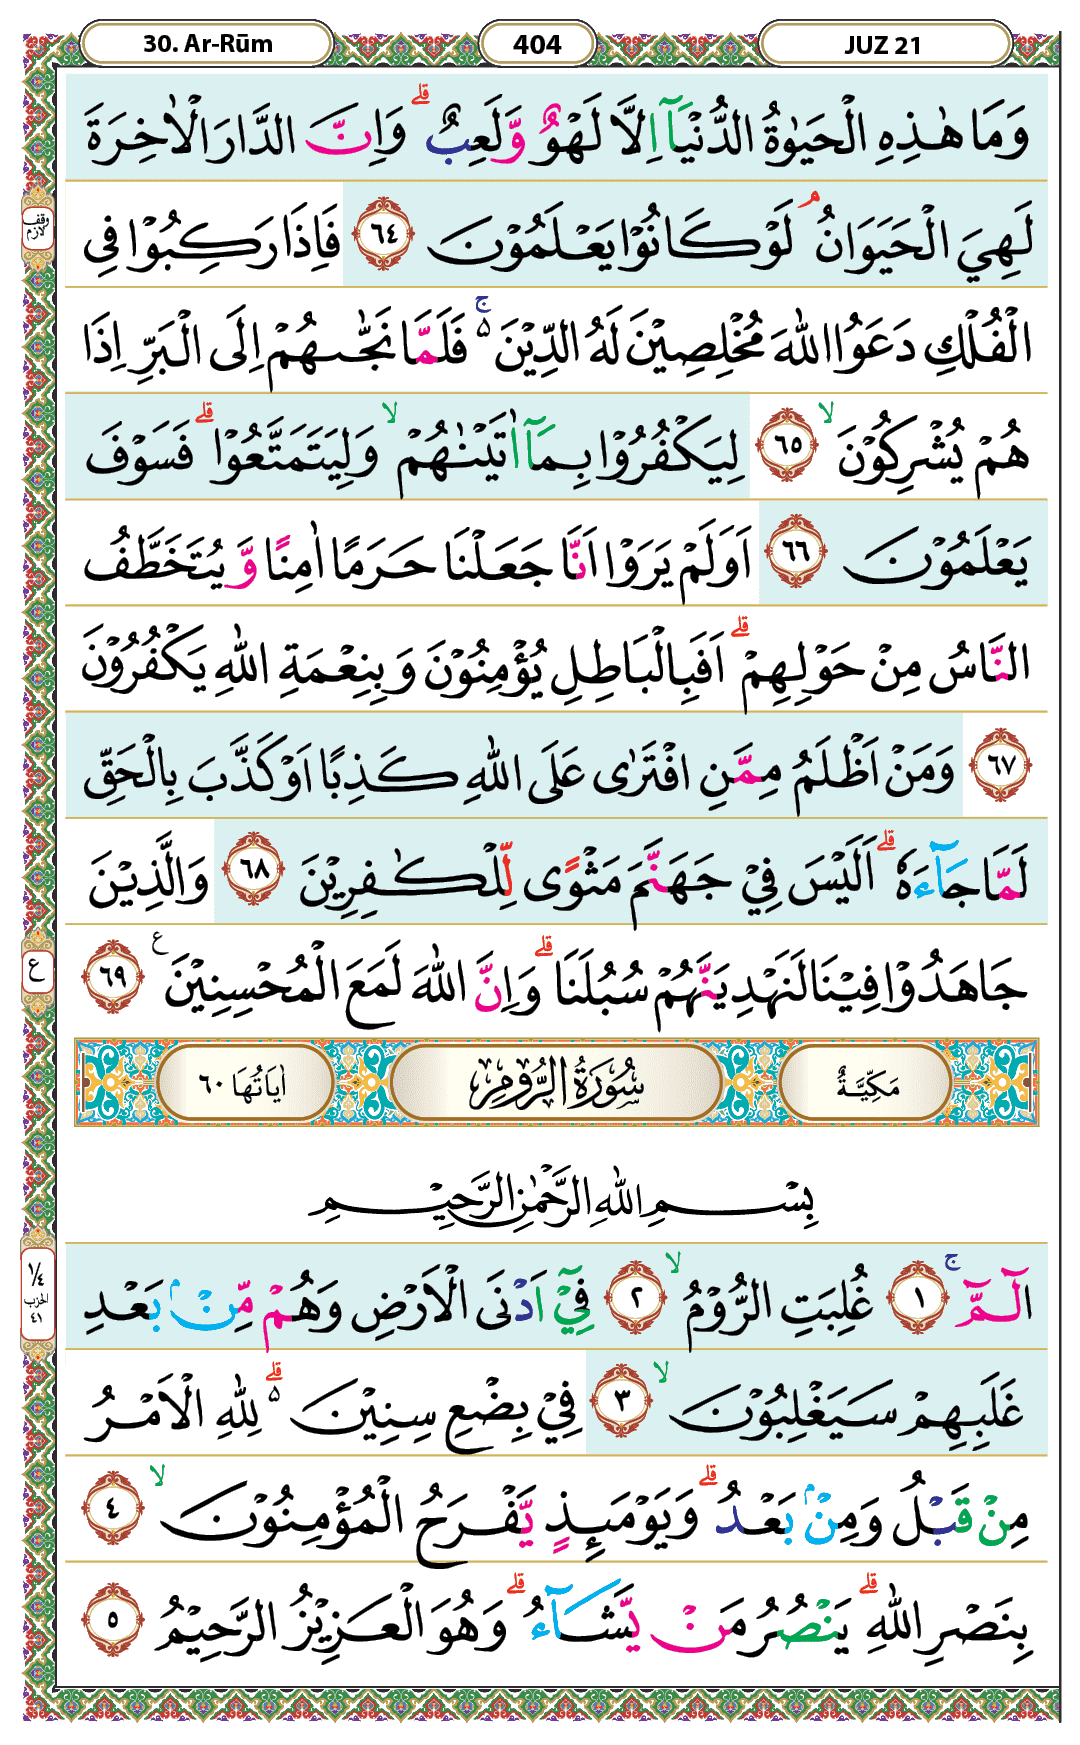 30. Ar-Rūm 404 JUZ 21
وَمَا هٰذِهِ الْحَيٰوةُ الدُّنْيَآ اِلَّا لَهْوٌ وَّلَعِبٌ ۗ وَاِنَّ الدَّارَ الْاٰخِرَةَ
لَهِيَ الْحَيَوَانُ ۘ لَوْ كَانُوْا يَعْلَمُوْنَ ٦٤ فَاِذَا رَكِبُوْا فِى
الْفُلْكِ دَعَوُا اللّٰهَ مُخْلِصِيْنَ لَهُ الدِّيْنَ ۚ ە فَلَمَّا نَجّٰىهُمْ اِلَى الْبَرِّ اِذَا
هُمْ يُشْرِكُوْنَ ۙ ٦٥ لِيَكْفُرُوْا بِمَآ اٰتَيْنٰهُمْ ۙ وَلِيَتَمَتَّعُوْا ۗ فَسَوْفَ
يَعْلَمُوْنَ ٦٦ اَوَلَمْ يَرَوْا اَنَّا جَعَلْنَا حَرَمًا اٰمِنًا وَّيُتَخَطَّفُ
النَّاسُ مِنْ حَوْلِهِمْ ۗ اَفَبِالْبَاطِلِ يُؤْمِنُوْنَ وَبِنِعْمَةِ اللّٰهِ يَكْفُرُوْنَ
٦٧ وَمَنْ اَظْلَمُ مِمَّنِ افْتَرٰى عَلَى اللّٰهِ كَذِبًا اَوْ كَذَّبَ بِالْحَقِّ
لَمَّا جَآءَهٗ ۗ اَلَيْسَ فِيْ جَهَنَّمَ مَثْوًى لِّلْكٰفِرِيْنَ ٦٨ وَالَّذِيْنَ
جَاهَدُوْا فِيْنَا لَنَهْدِيَنَّهُمْ سُبُلَنَا ۗ وَاِنَّ اللّٰهَ لَمَعَ الْمُحْسِنِيْنَ ࣖ ٦٩
مَكِّيَّةٌ سُوْرَةُ الرُّوْمِ اٰيَاتُهَا ٦٠
بِسْمِ اللّٰهِ الرَّحْمٰنِ الرَّحِيْمِ
الۤمّۤ ۚ ١ غُلِبَتِ الرُّوْمُ ۙ ٢ فِيْٓ اَدْنَى الْاَرْضِ وَهُمْ مِّنْۢ بَعْدِ
غَلَبِهِمْ سَيَغْلِبُوْنَ ۙ ٣ فِيْ بِضْعِ سِنِيْنَ ۗ ە لِلّٰهِ الْاَمْرُ
مِنْ قَبْلُ وَمِنْۢ بَعْدُ ۗ وَيَوْمَئِذٍ يَّفْرَحُ الْمُؤْمِنُوْنَ ۙ ٤
بِنَصْرِ اللّٰهِ ۗ يَنْصُرُ مَنْ يَّشَآءُ ۗ وَهُوَ الْعَزِيْزُ الرَّحِيْمُ ٥
وقف
لازم
ع
١/٤
الحزب
٤١